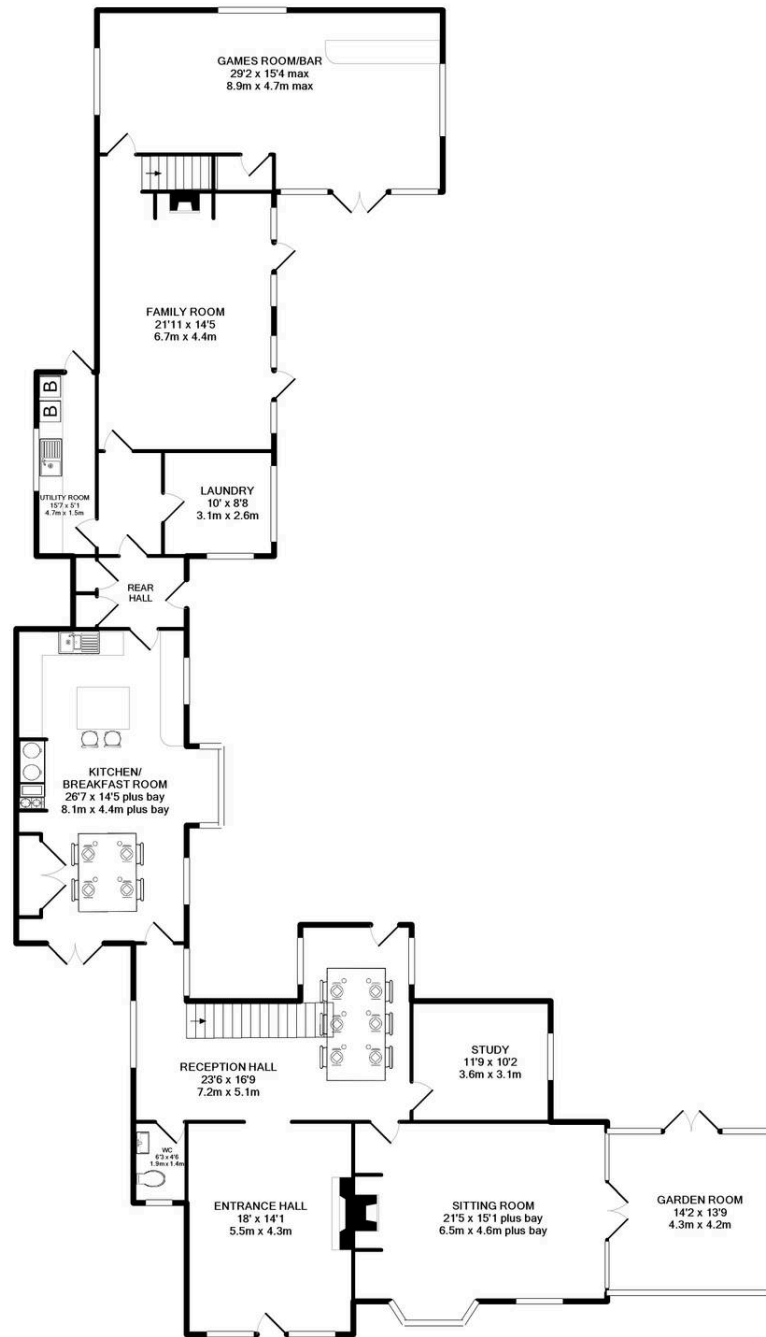 GAMES ROOM/BAR
29'2 x 15'4 max
8.9m x 4.7m max
FAMILY ROOM
21'11 x 14'5
6.7m x 4.4m
B
B
UTILITY ROOM
15'7 x 5'1
4.7m x 1.5m
LAUNDRY
10' x 8'8
3.1m x 2.6m
REAR
HALL
KITCHEN/
BREAKFAST ROOM
26'7 x 14'5 plus bay
8.1m x 4.4m plus bay
RECEPTION HALL
23'6 x 16'9
7.2m x 5.1m
STUDY
11'9 x 10'2
3.6m x 3.1m
WC
6'3 x 4'6
1.9m x 1.4m
ENTRANCE HALL
18' x 14'1
5.5m x 4.3m
SITTING ROOM
21'5 x 15'1 plus bay
6.5m x 4.6m plus bay
GARDEN ROOM
14'2 x 13'9
4.3m x 4.2m